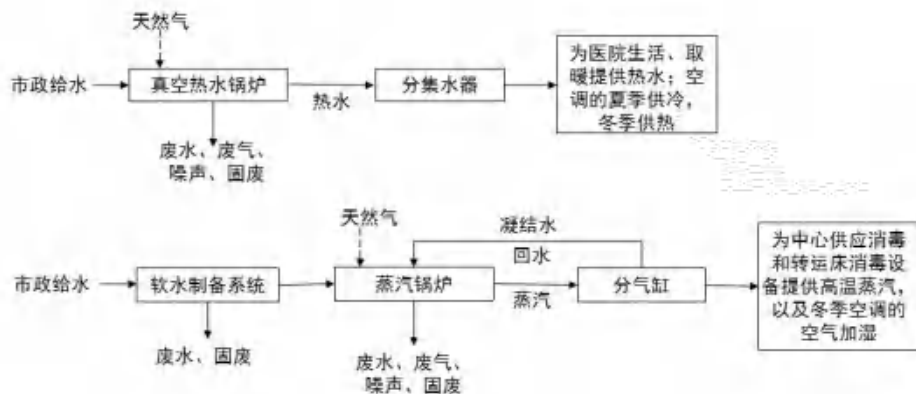 天然气
市政给水
真空热水锅炉
热水
分集水器
为医院生活、取
暖提供热水；空
调的夏季供冷，
冬季供热
废水、废气、
噪声、固废
天然气
凝结水
回水
市政给水
软水制备系统
蒸汽锅炉
蒸汽
分气缸
为中心供应消毒
和转运床消毒设
备提供高温蒸汽，
以及冬季空调的
空气加湿
废水、固废
废水、废气、
噪声、固废